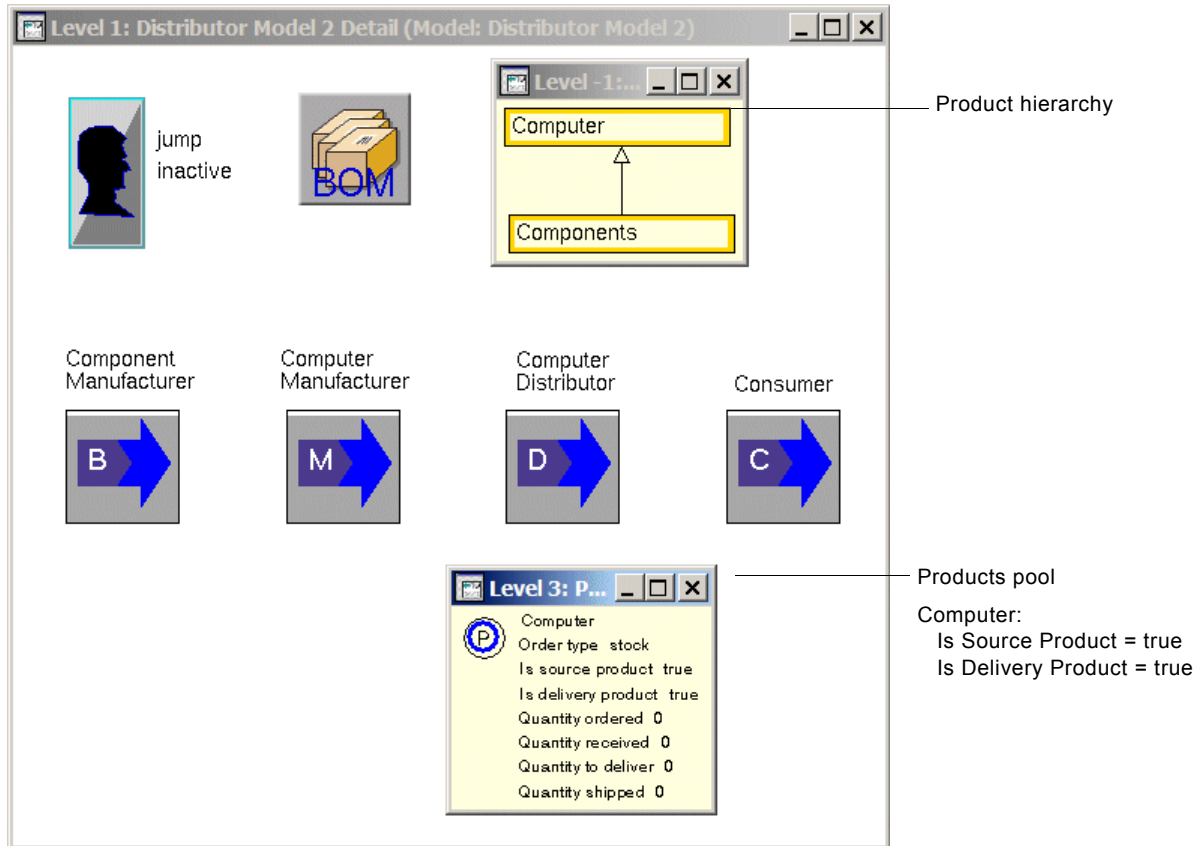 Level 1: Distributor Model 2 Detail (Model: Distributor Model 2)
jump
inactive
BOM
Level -1:...
Computer
Components
Product hierarchy
Component
Manufacturer
Computer
Manufacturer
Computer
Distributor
Consumer
B
M
D
C
Level 3: P...
P
Computer
Order type stock
Is source product true
Is delivery product true
Quantity ordered 0
Quantity received 0
Quantity to deliver 0
Quantity shipped 0
Products pool
Computer:
Is Source Product = true
Is Delivery Product = true